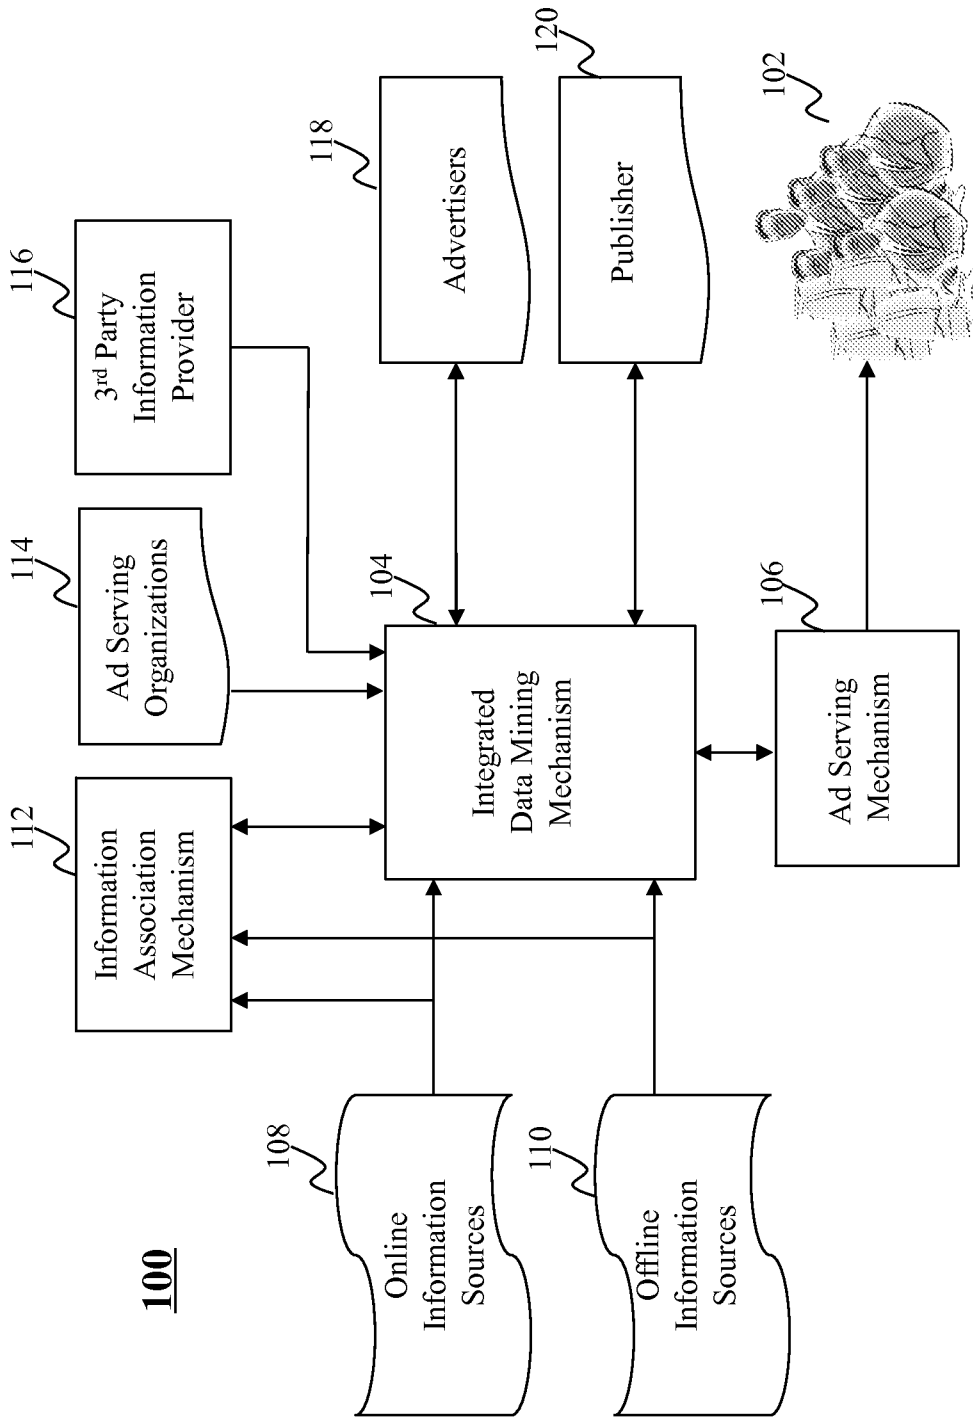 100
112
Information
Association
Mechanism
114
Ad Serving
Organizations
116
3rd Party
Information
Provider
108
Online
Information
Sources
110
Offline
Information
Sources
104
Integrated
Data Mining
Mechanism
118
Advertisers
120
Publisher
106
Ad Serving
Mechanism
102